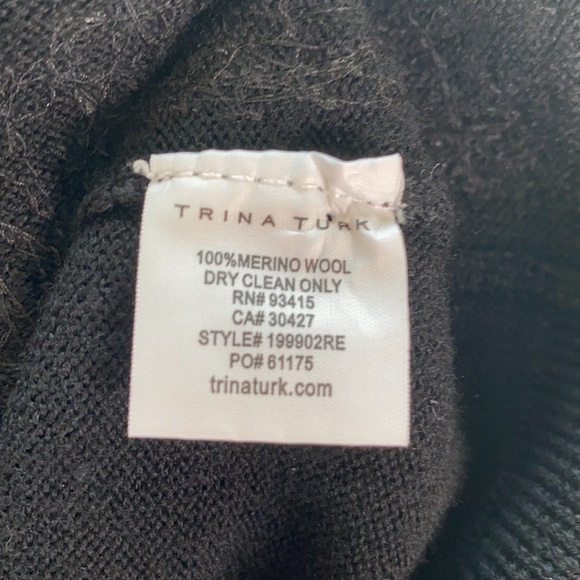 TRINA TURK
100%MERINO WOOL
DRY CLEAN ONLY
RN# 93415
CA# 30427
STYLE# 199902RE
PO# 61175
trinaturk.com